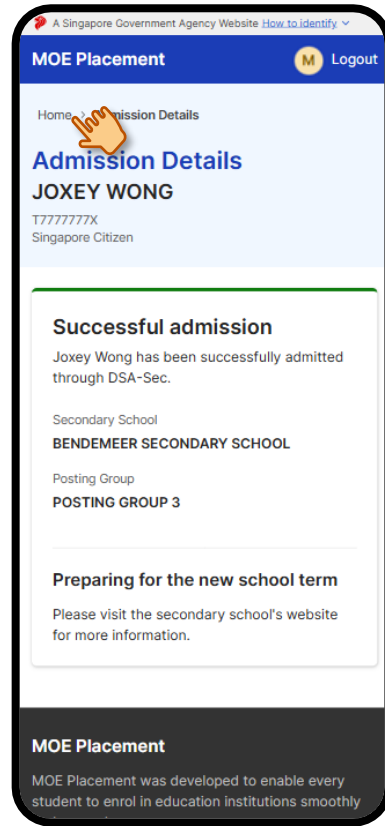 A Singapore Government Agency Website How to identify
MOE Placement
M Logout
Home > Admission Details
Admission Details
JOXEY WONG
T7777777X
Singapore Citizen
Successful admission
Joxey Wong has been successfully admitted
through DSA-Sec.
Secondary School
BENDEMEER SECONDARY SCHOOL
Posting Group
POSTING GROUP 3
Preparing for the new school term
Please visit the secondary school's website
for more information.
MOE Placement
MOE Placement was developed to enable every
student to enrol in education institutions smoothly